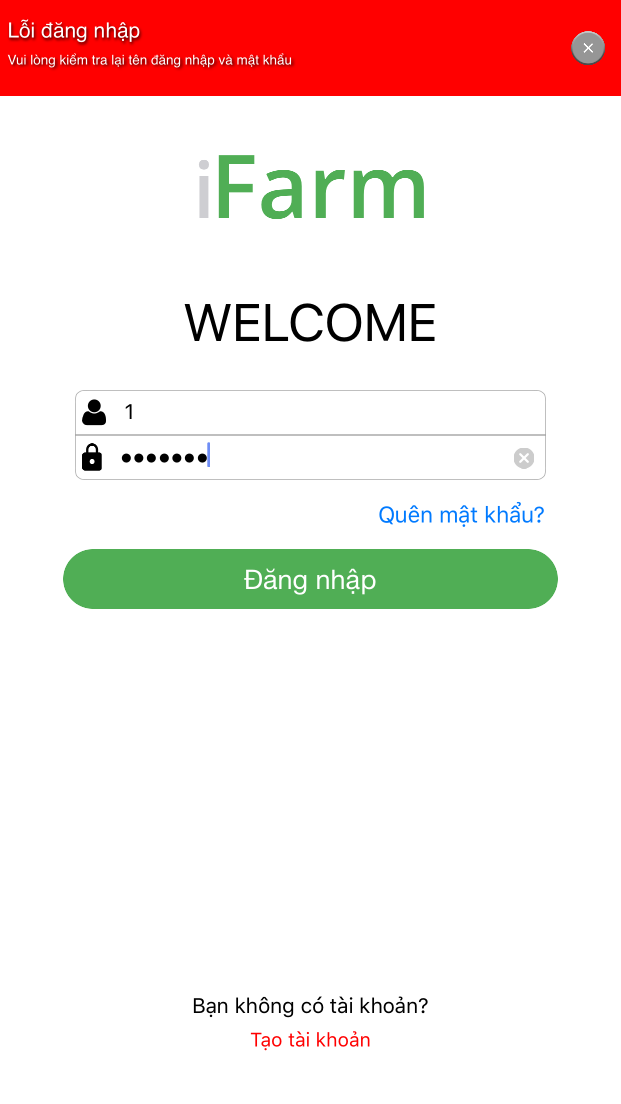 Lỗi đăng nhập
Vui lòng kiểm tra lại tên đăng nhập và mật khẩu
iFarm
WELCOME
1
•••••••
Quên mật khẩu?
Đăng nhập
Bạn không có tài khoản?
Tạo tài khoản